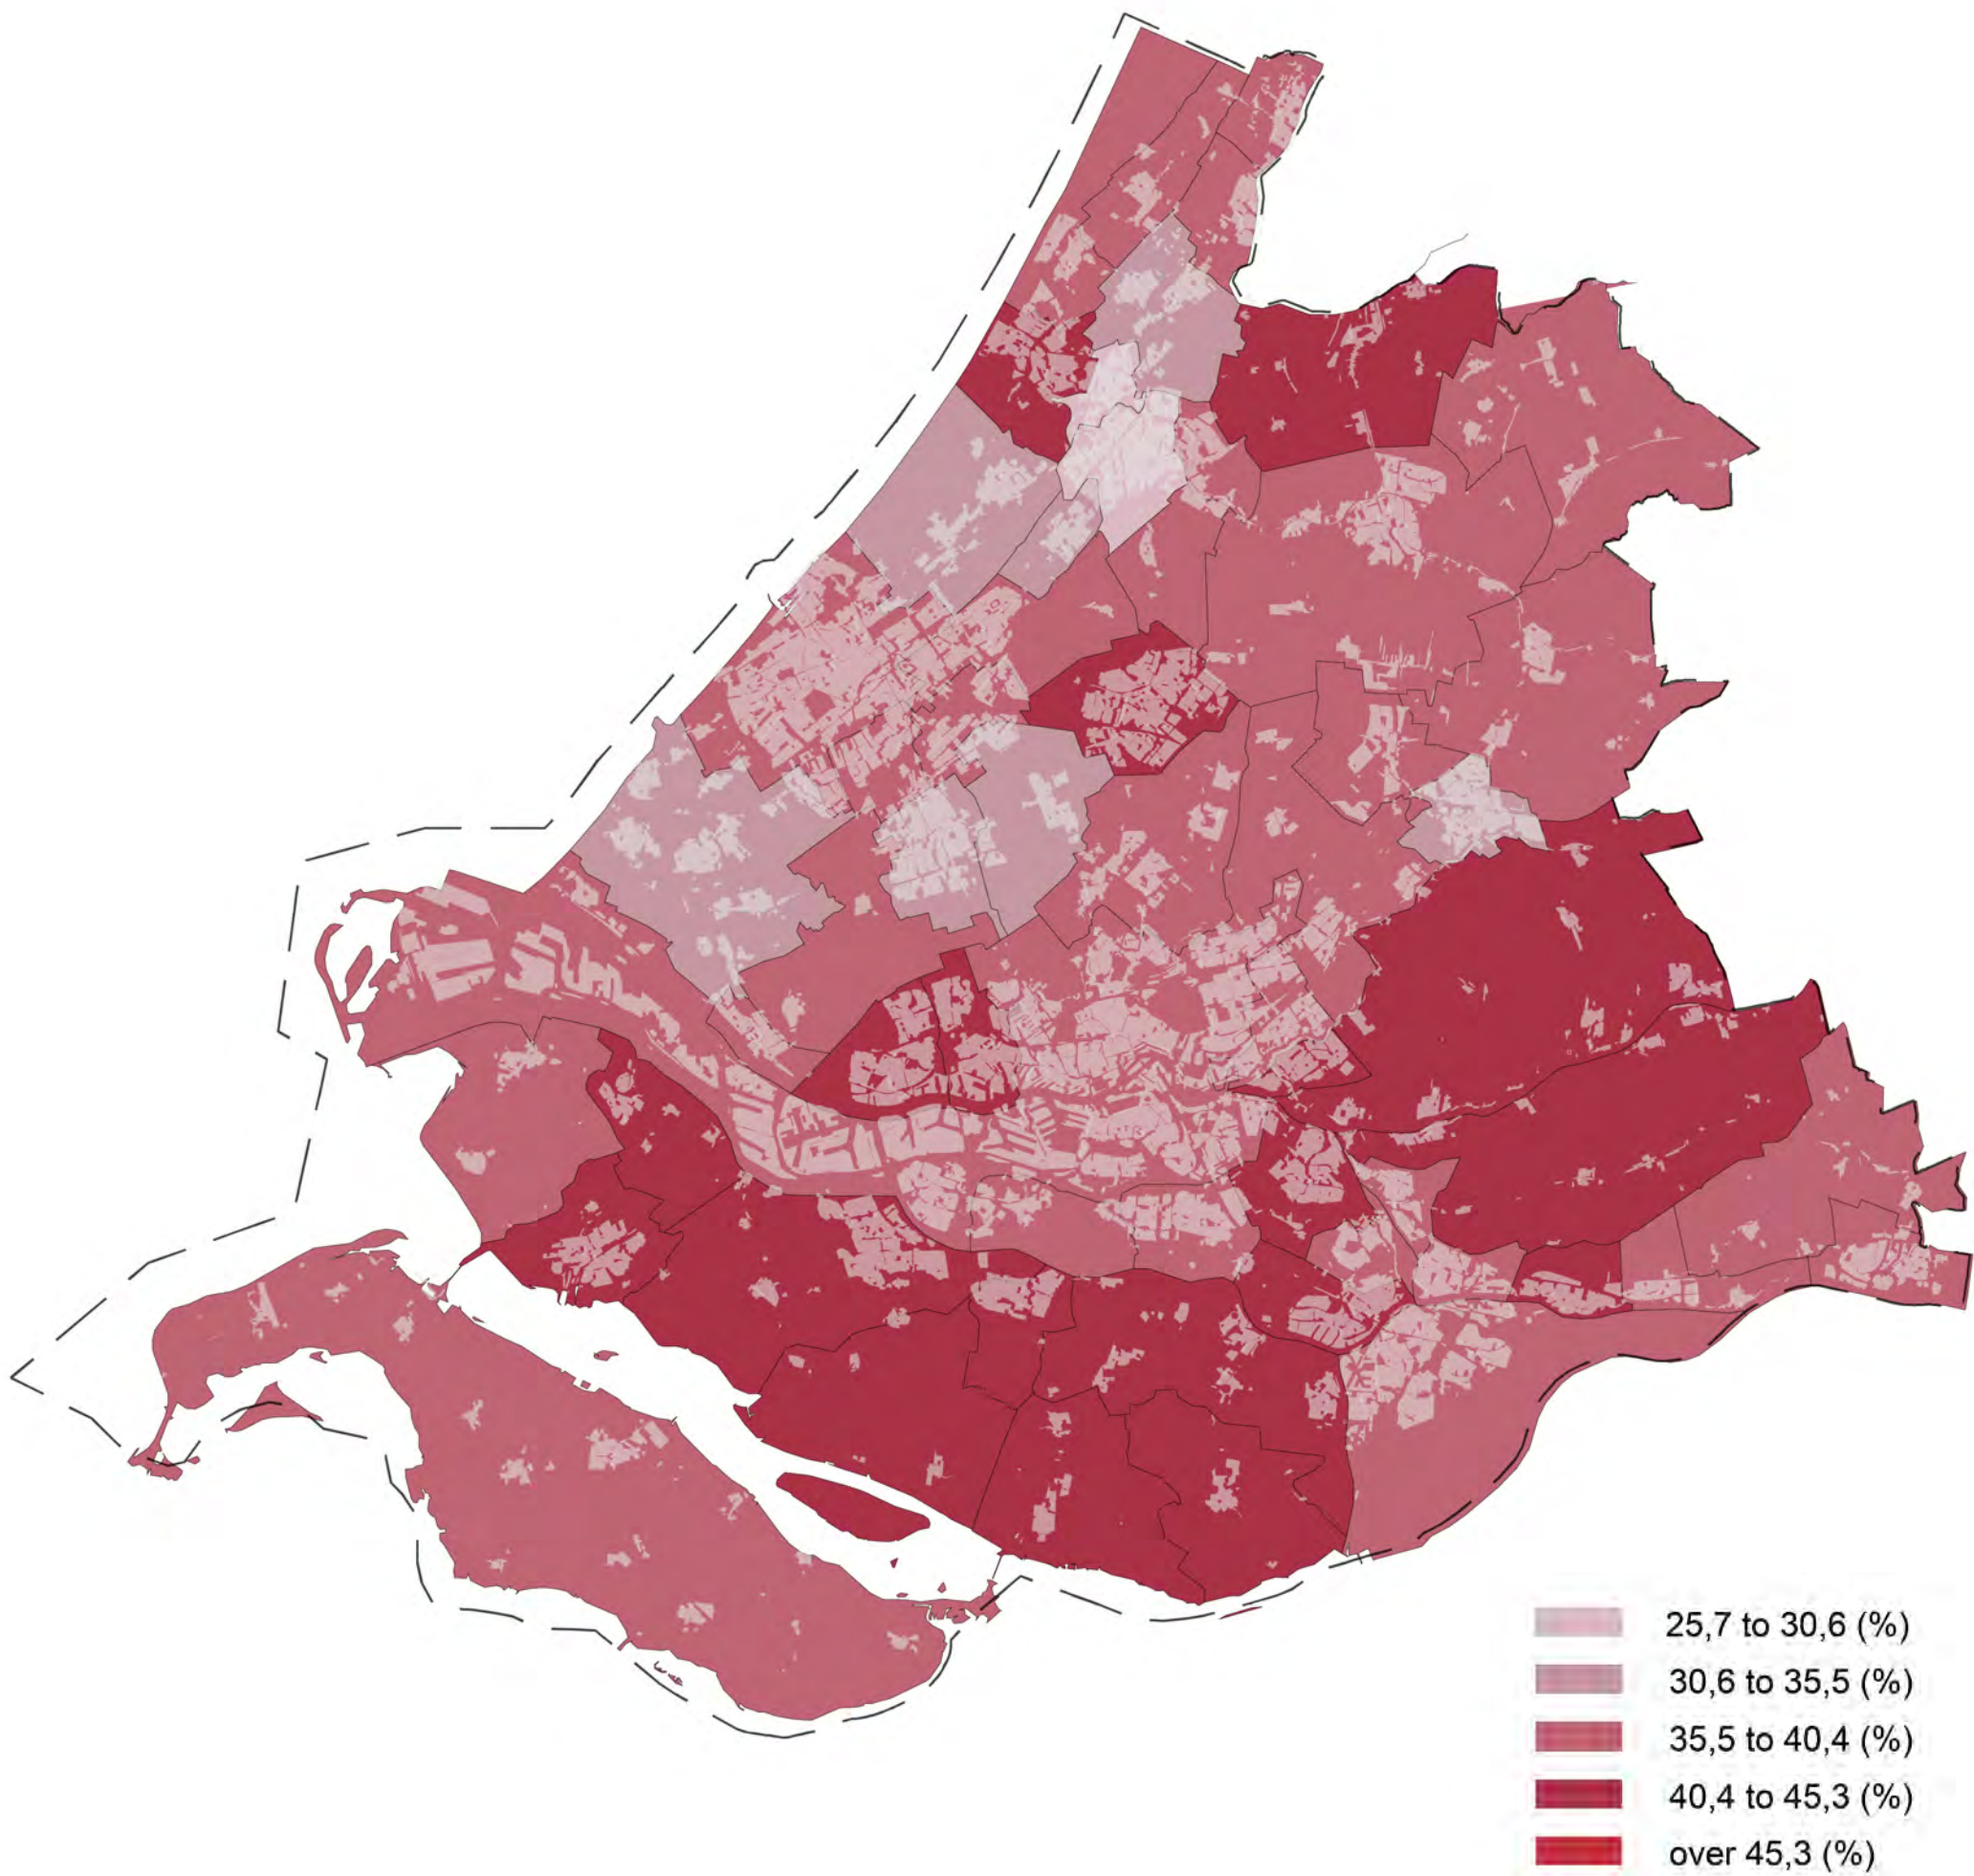 25,7 to 30,6 (%)
30,6 to 35,5 (%)
35,5 to 40,4 (%)
40,4 to 45,3 (%)
over 45,3 (%)